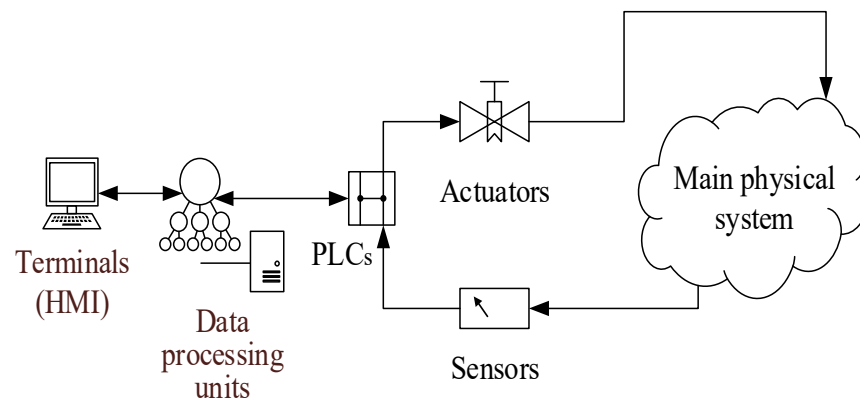 Terminals
(HMI)
Data
processing
units
PLCs
Actuators
Sensors
Main physical
system